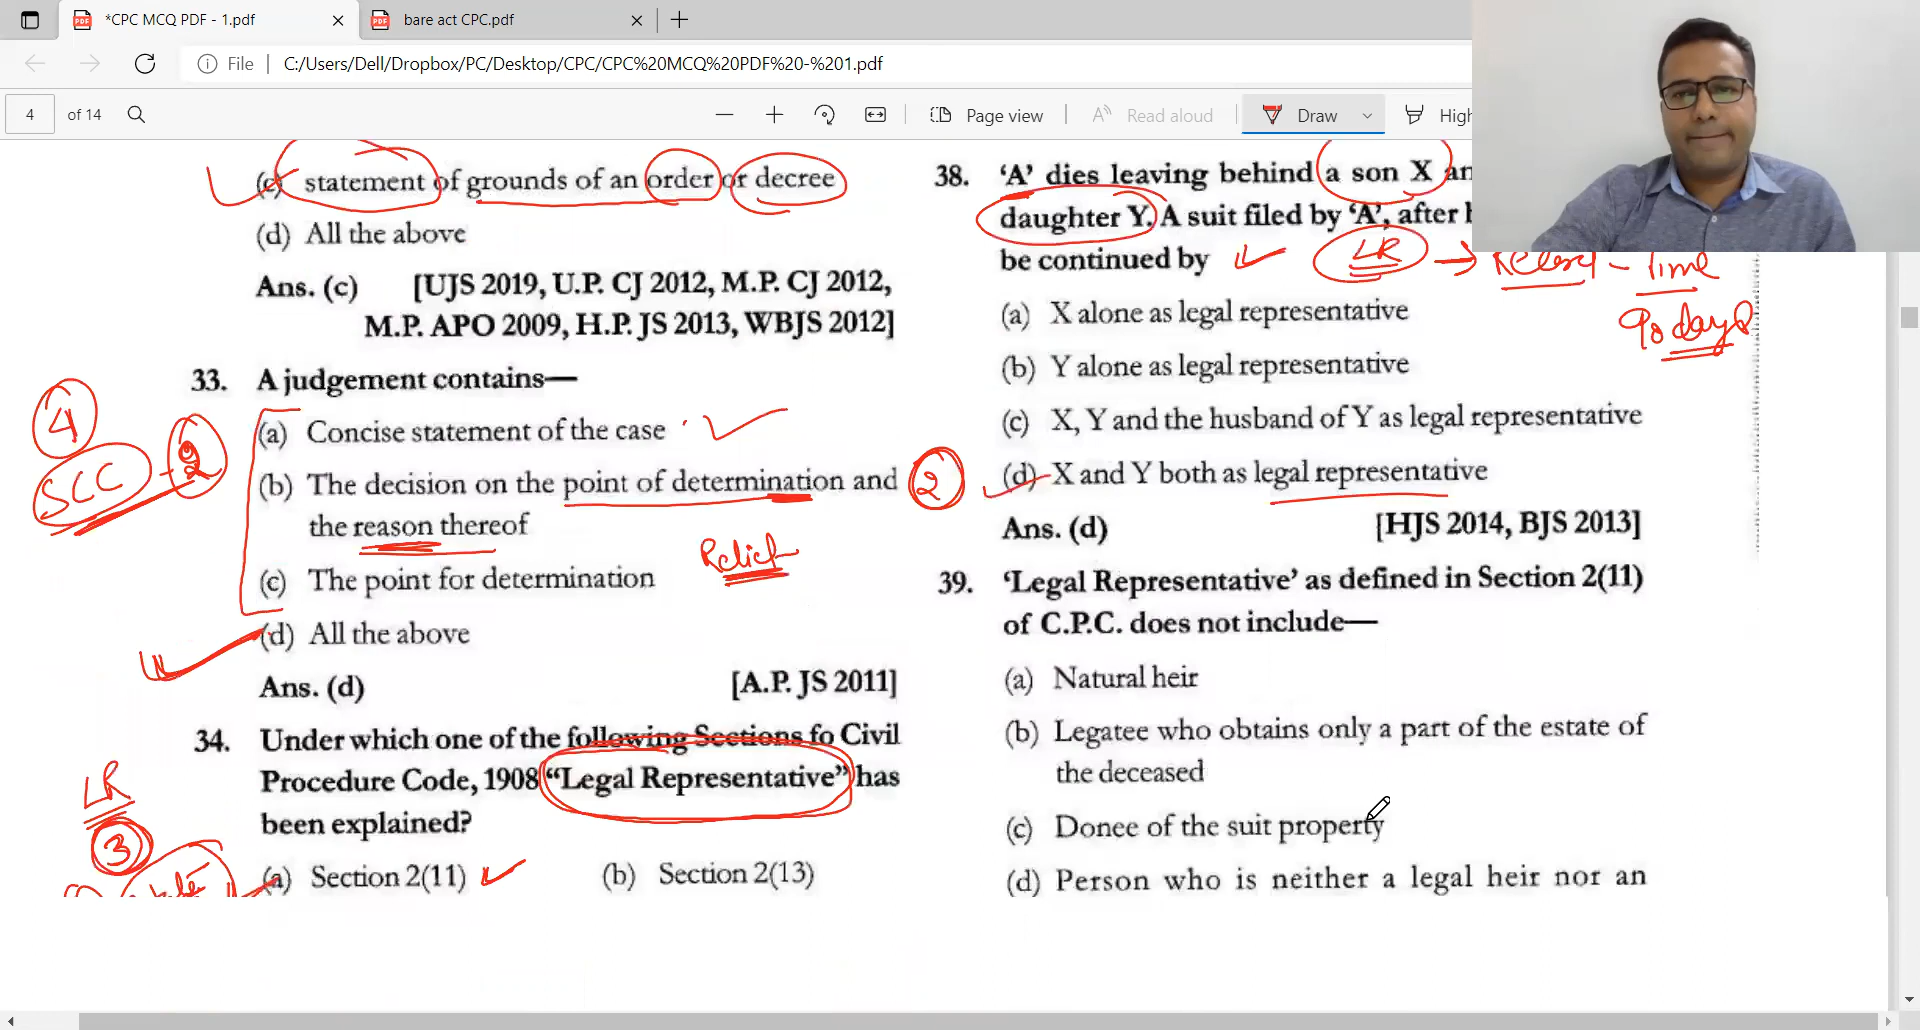 *CPC MCQ PDF - 1.pdf
bare act CPC.pdf
File
C:/Users/Dell/Dropbox/PC/Desktop/CPC/CPC%20MCQ%20PDF%20-%201.pdf
4 of 14
Page view
Read aloud
Draw
High
(c) statement of grounds of an order or decree
(d) All the above
Ans. (c) [UJS 2019, U.P. CJ 2012, M.P. CJ 2012,
M.P. APO 2009, H.P. JS 2013, WBJS 2012]
33. A judgement contains—
(a) Concise statement of the case
(b) The decision on the point of determination and
the reason thereof
(c) The point for determination
(d) All the above
Ans. (d) [A.P. JS 2011]
4
SCC - 2
Relief
34. Under which one of the following Sections fo Civil
Procedure Code, 1908 “Legal Representative” has
been explained?
(a) Section 2(11) (b) Section 2(13)
LR
3
38. ‘A’ dies leaving behind a son X an
daughter Y. A suit filed by ‘A’, after h
be continued by
LR → Record - Time
90 days
(a) X alone as legal representative
(b) Y alone as legal representative
(c) X, Y and the husband of Y as legal representative
2
(d) X and Y both as legal representative
Ans. (d) [HJS 2014, BJS 2013]
39. ‘Legal Representative’ as defined in Section 2(11)
of C.P.C. does not include—
(a) Natural heir
(b) Legatee who obtains only a part of the estate of
the deceased
(c) Donee of the suit property
(d) Person who is neither a legal heir nor an